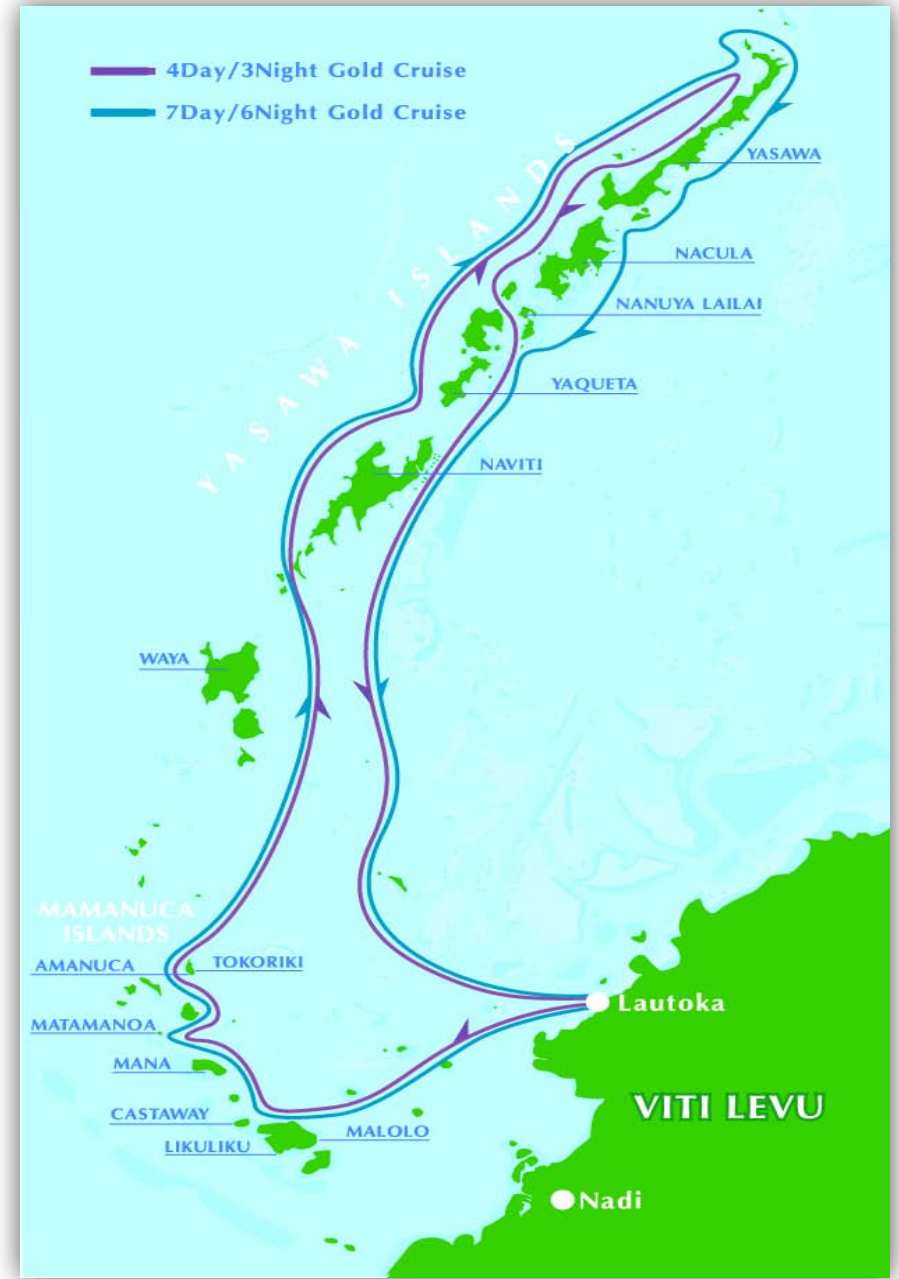 4Day/3Night Gold Cruise
7Day/6Night Gold Cruise
YASAWA ISLANDS
YASAWA
NACULA
NANUYA LAILAI
YAQUETA
NAVITI
WAYA
MAMANUCA
ISLANDS
AMANUCA
TOKORIKI
MATAMANOA
MANA
CASTAWAY
LIKULIKU
MALOLO
Lautoka
VITI LEVU
Nadi